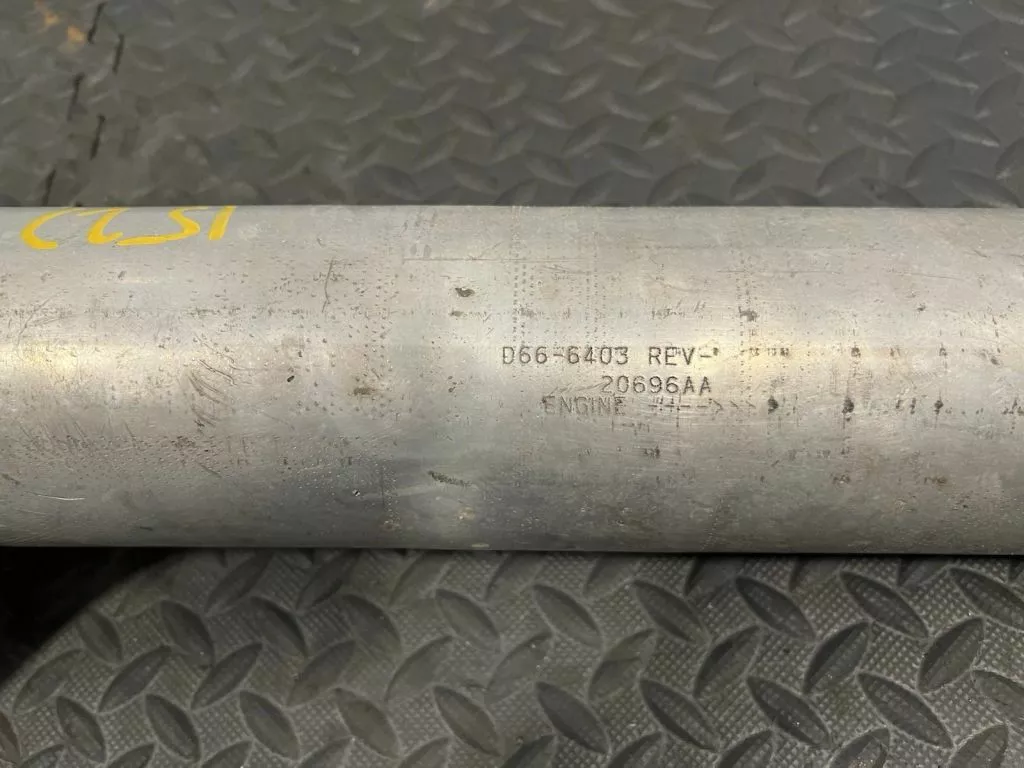 D66-6403 REV-
20696AA
ENGINE ---->>>